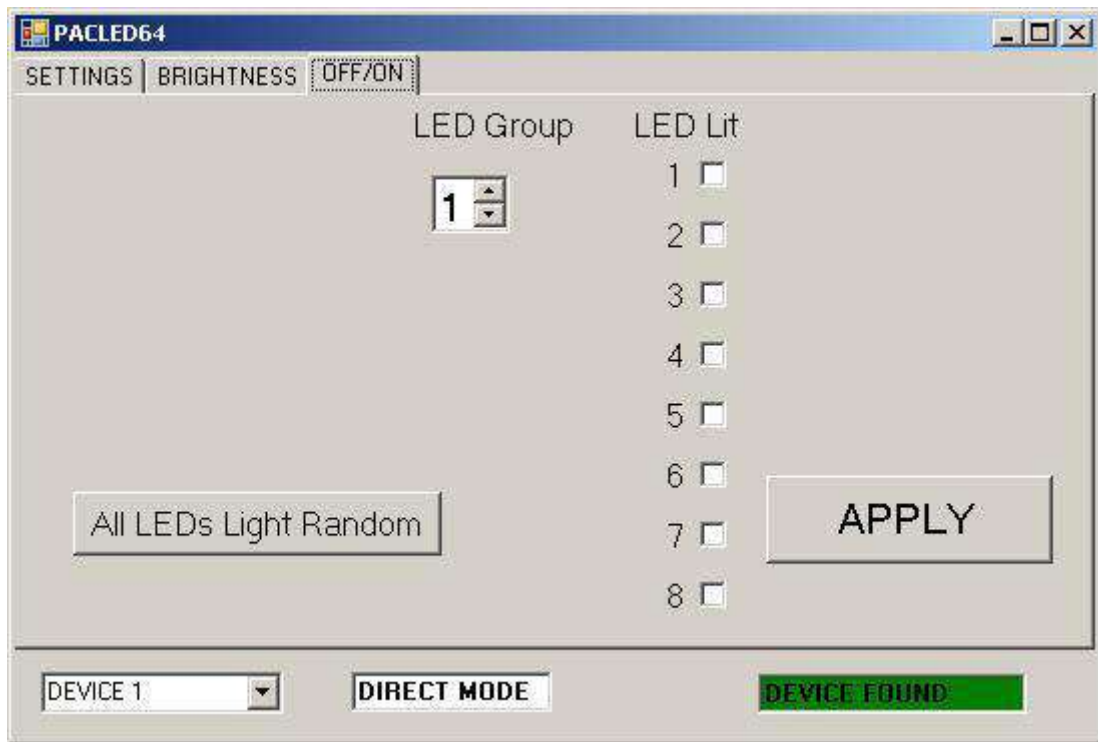 PACLED64
SETTINGS BRIGHTNESS OFF/ON
LED Group LED Lit
1
1
2
3
4
5
6
7
8
All LEDs Light Random
APPLY
DEVICE 1 DIRECT MODE DEVICE FOUND